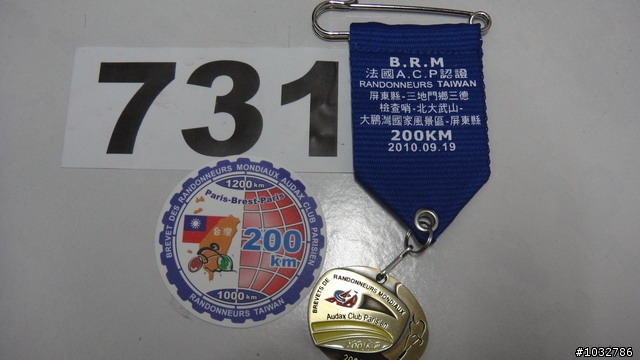 731
B.R.M
法國A.C.P認證
RANDONNEURS TAIWAN
屏東縣-三地門鄉三德
檢查哨-北大武山-
大鵬灣國家風景區-屏東縣
200KM
2010.09.19
BREVET DES RANDONNEURS MONDIAUX AUDAX CLUB PARISIEN
1200km
Paris-Brest-Paris
台灣
200
km
1000km
RANDONNEURS TAIWAN
BREVETS DE RANDONNEURS MONDIAUX
Audax Club Parisien
200 KM
#1032786